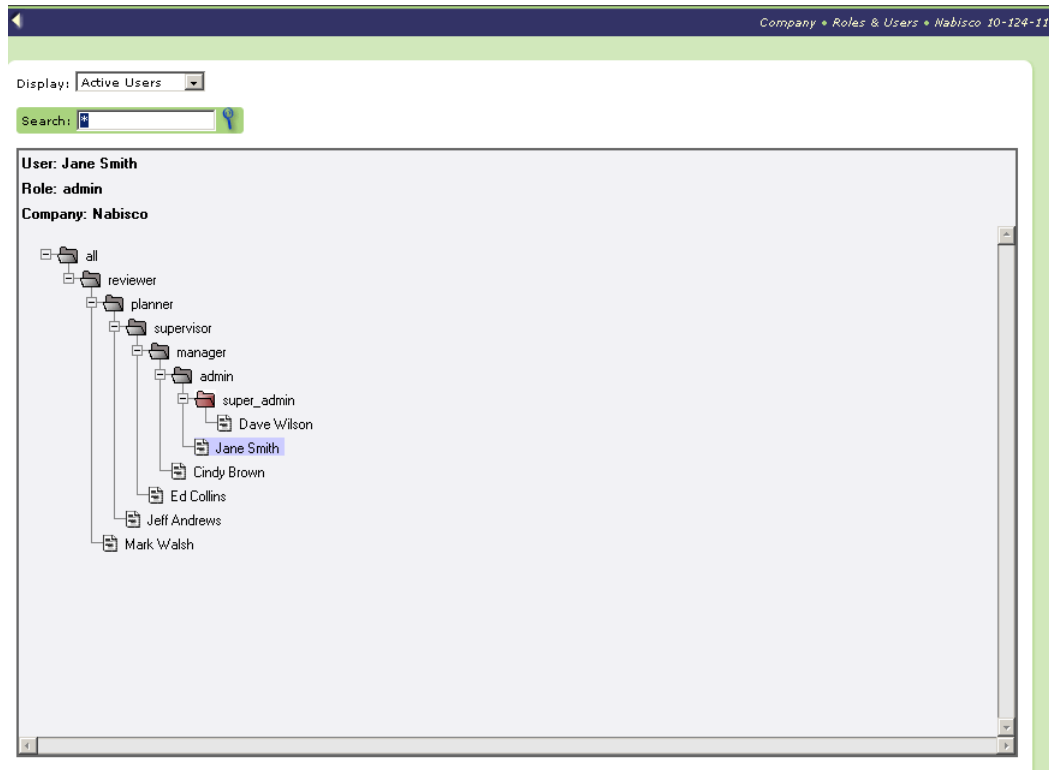 Company • Roles & Users • Nabisco 10-124-11
Display: Active Users
Search: *
User: Jane Smith
Role: admin
Company: Nabisco
all
reviewer
planner
supervisor
manager
admin
super_admin
Dave Wilson
Jane Smith
Cindy Brown
Ed Collins
Jeff Andrews
Mark Walsh